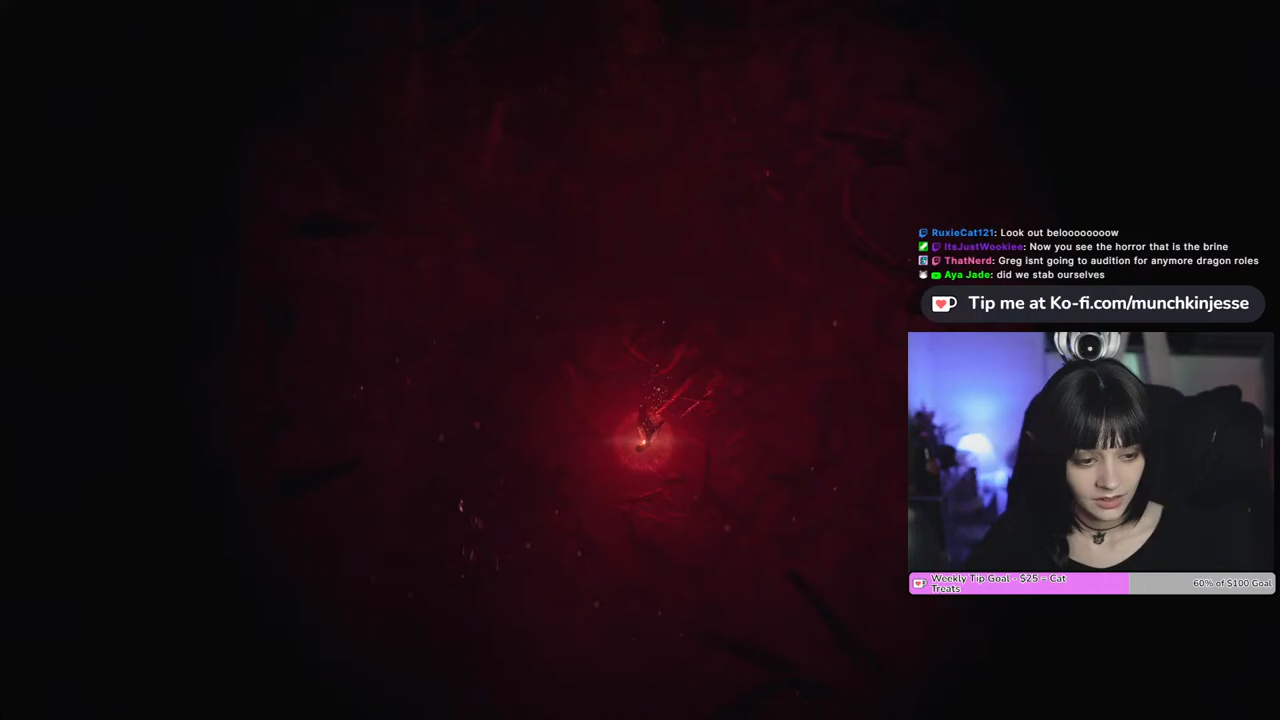 RuxieCat121: Look out belooooooow
ItsJustWookiee: Now you see the horror that is the brine
ThatNerd: Greg isnt going to audition for anymore dragon roles
Aya Jade: did we stab ourselves
Tip me at Ko-fi.com/munchkinjesse
Weekly Tip Goal - $25 = Cat
Treats
60% of $100 Goal